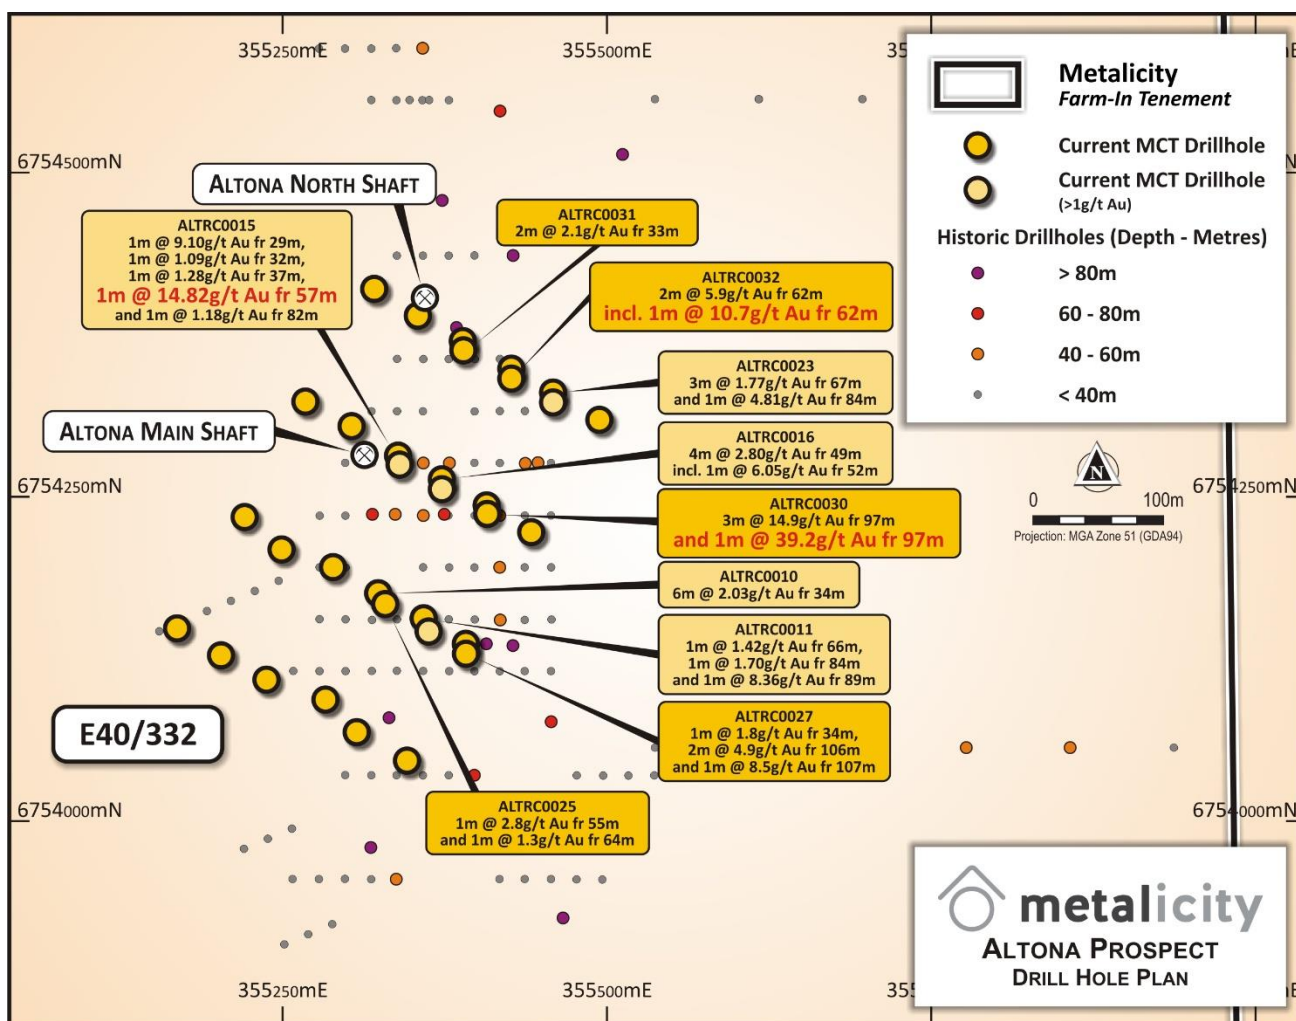 355250mE
355500mE
mE
6754500mN
ALTONA NORTH SHAFT
ALTRC0015
1m @ 9.10g/t Au fr 29m,
1m @ 1.09g/t Au fr 32m,
1m @ 1.28g/t Au fr 37m,
1m @ 14.82g/t Au fr 57m
and 1m @ 1.18g/t Au fr 82m
ALTRC0031
2m @ 2.1g/t Au fr 33m
ALTRC0032
2m @ 5.9g/t Au fr 62m
incl. 1m @ 10.7g/t Au fr 62m
ALTRC0023
3m @ 1.77g/t Au fr 67m
and 1m @ 4.81g/t Au fr 84m
ALTONA MAIN SHAFT
ALTRC0016
4m @ 2.80g/t Au fr 49m
incl. 1m @ 6.05g/t Au fr 52m
6754250mN
6754250mN
ALTRC0030
3m @ 14.9g/t Au fr 97m
and 1m @ 39.2g/t Au fr 97m
ALTRC0010
6m @ 2.03g/t Au fr 34m
ALTRC0011
1m @ 1.42g/t Au fr 66m,
1m @ 1.70g/t Au fr 84m
and 1m @ 8.36g/t Au fr 89m
ALTRC0027
1m @ 1.8g/t Au fr 34m,
2m @ 4.9g/t Au fr 106m
and 1m @ 8.5g/t Au fr 107m
E40/332
ALTRC0025
1m @ 2.8g/t Au fr 55m
and 1m @ 1.3g/t Au fr 64m
6754000mN
6754000mN
355250mE
355500mE
mE
Metalicity
Farm-In Tenement
Current MCT Drillhole
Current MCT Drillhole
(>1g/t Au)
Historic Drillholes (Depth - Metres)
> 80m
60 - 80m
40 - 60m
< 40m
N
0 100m
Projection: MGA Zone 51 (GDA94)
metalicity
ALTONA PROSPECT
DRILL HOLE PLAN